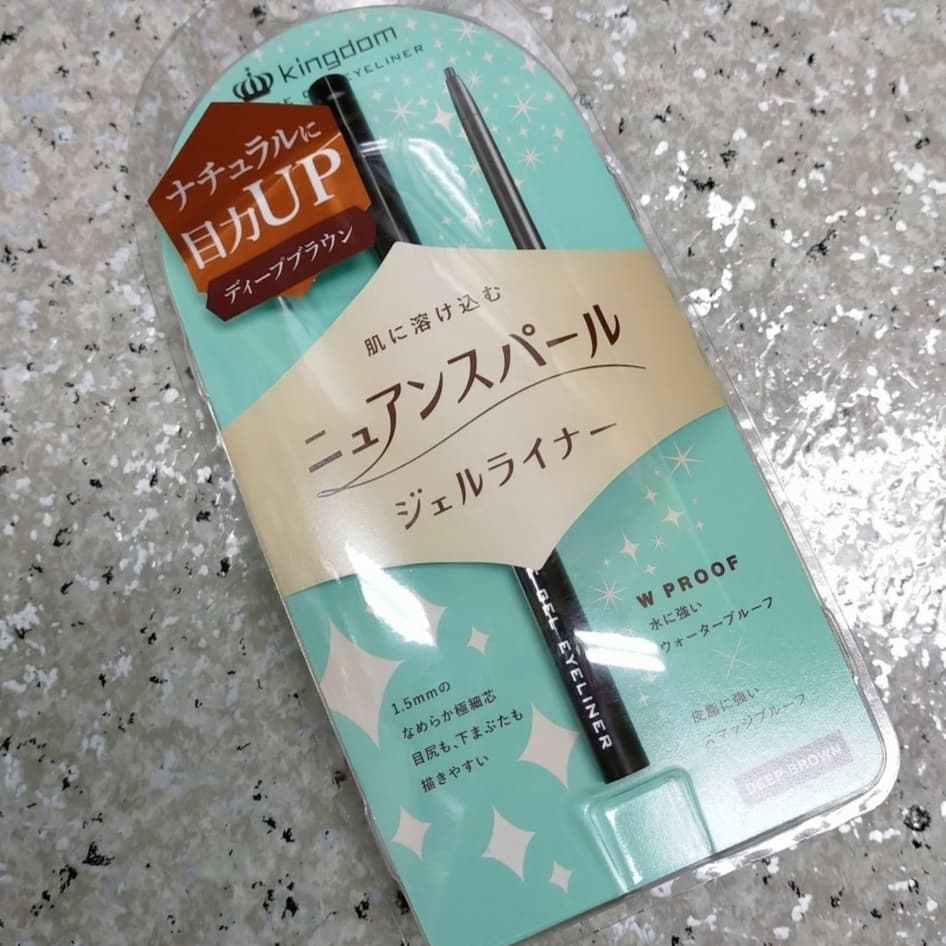 kingdom
EYELINER
ナチュラルに
目力UP
ディープブラウン
肌に溶け込む
ニュアンスパール
ジェルライナー
GEL EYELINER
W PROOF
水に強い
ウォータープルーフ
皮脂に強い
スマッジプルーフ
DEEP BROWN
1.5mmの
なめらか極細芯
目尻も、下まぶたも
描きやすい